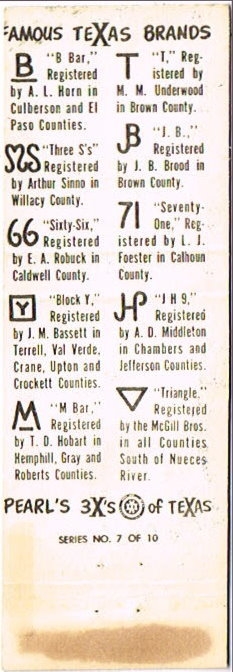 FAMOUS TEXAS BRANDS
B
"B Bar,"
Registered
by A. L. Horn in
Culberson and El
Paso Counties.
SSS
"Three S's"
Registered
by Arthur Sinno in
Willacy County.
66
"Sixty-Six,"
Registered
by E. A. Robuck in
Caldwell County.
Y
"Block Y,"
Registered
by J. M. Bassett in
Terrell, Val Verde,
Crane, Upton and
Crockett Counties.
M
"M Bar,"
Registered
by T. D. Hobart in
Hemphill, Gray and
Roberts Counties.
T
"T," Reg-
istered by
M. M. Underwood
in Brown County.
JB
"J. B.,"
Registered
by J. B. Brood in
Brown County.
71
"Seventy-
One," Reg-
istered by L. J.
Foester in Calhoun
County.
JHP
"J H 9,"
Registered
by A. D. Middleton
in Chambers and
Jefferson Counties.
"Triangle,"
Registered
by the McGill Bros.
in all Counties
South of Nueces
River.
PEARL'S 3X's of TEXAS
SERIES NO. 7 OF 10